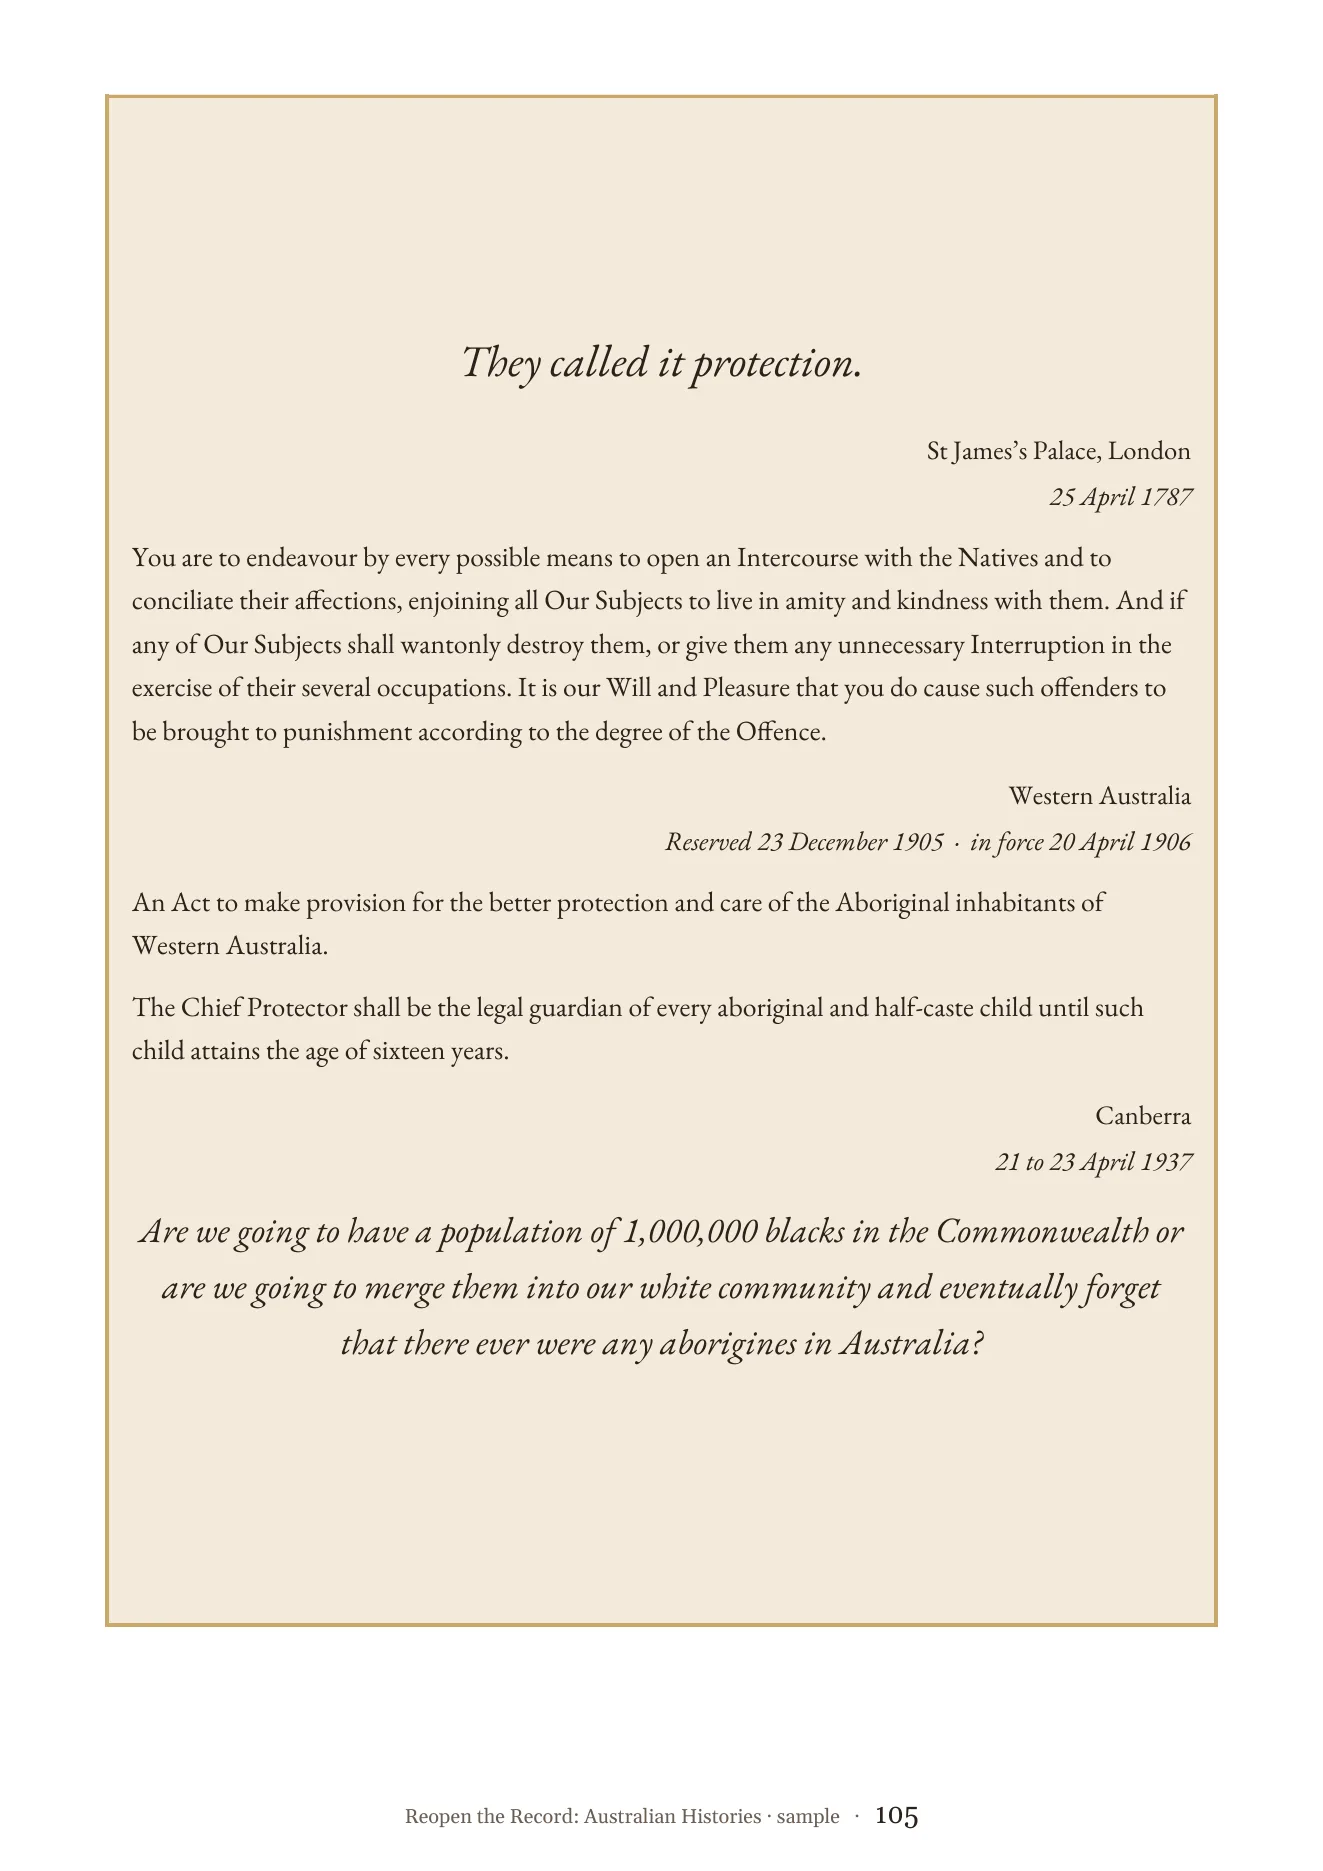 They called it protection.
St James’s Palace, London
25 April 1787
You are to endeavour by every possible means to open an Intercourse with the Natives and to
conciliate their affections, enjoining all Our Subjects to live in amity and kindness with them. And if
any of Our Subjects shall wantonly destroy them, or give them any unnecessary Interruption in the
exercise of their several occupations. It is our Will and Pleasure that you do cause such offenders to
be brought to punishment according to the degree of the Offence.
Western Australia
Reserved 23 December 1905 · in force 20 April 1906
An Act to make provision for the better protection and care of the Aboriginal inhabitants of
Western Australia.
The Chief Protector shall be the legal guardian of every aboriginal and half-caste child until such
child attains the age of sixteen years.
Canberra
21 to 23 April 1937
Are we going to have a population of 1,000,000 blacks in the Commonwealth or
are we going to merge them into our white community and eventually forget
that there ever were any aborigines in Australia?
Reopen the Record: Australian Histories · sample · 105